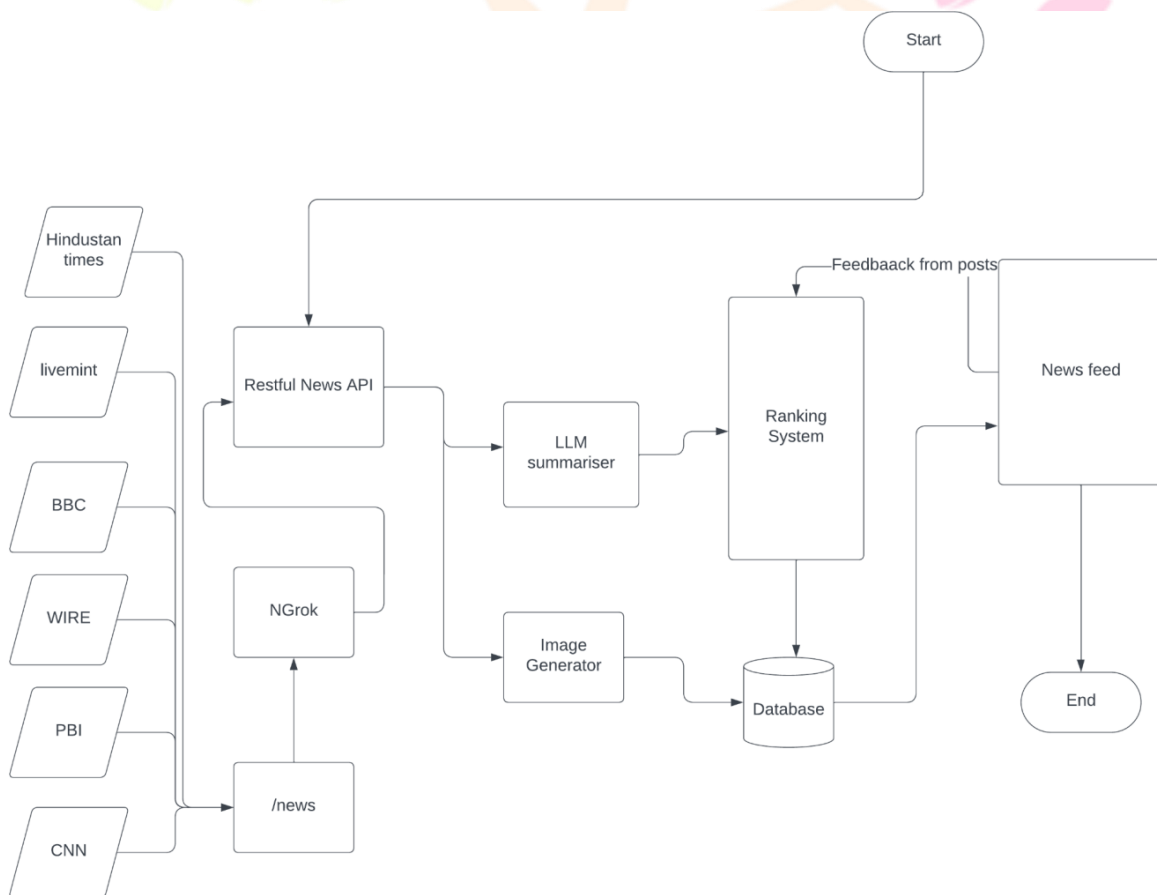 Start
Hindustan
times
Feedbaack from posts
livemint
Restful News API
News feed
Ranking
System
LLM
summariser
BBC
WIRE
NGrok
Image
Generator
PBI
Database
End
/news
CNN